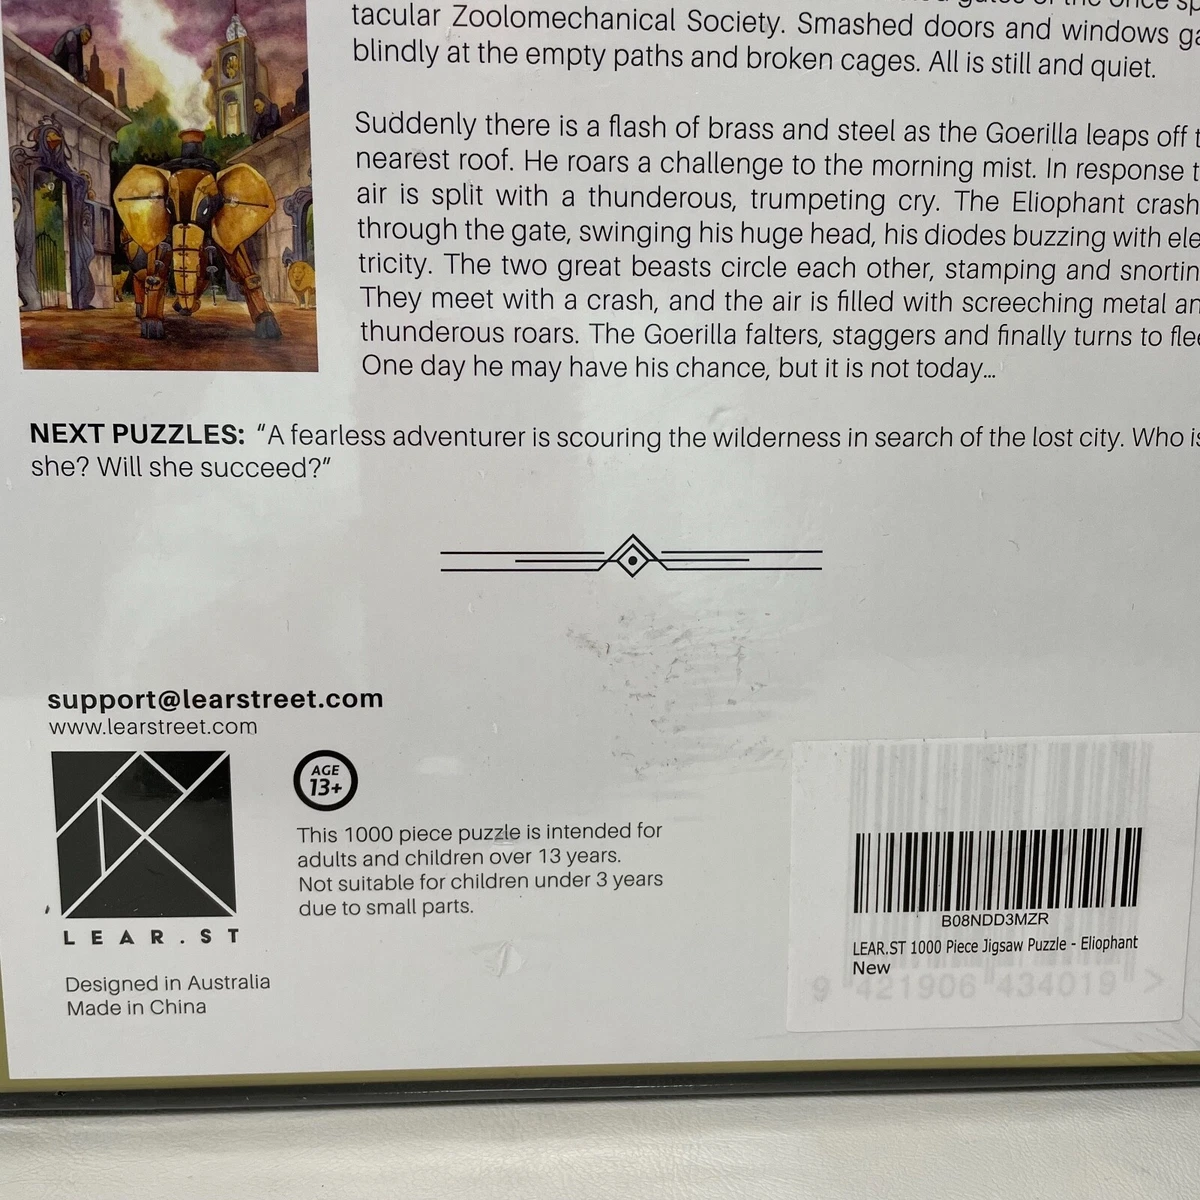 gates of the once
tacular Zoolomechanical Society. Smashed doors and windows
blindly at the empty paths and broken cages. All is still and quiet.
Suddenly there is a flash of brass and steel as the Goerilla leaps off
nearest roof. He roars a challenge to the morning mist. In response
air is split with a thunderous, trumpeting cry. The Eliophant crash
through the gate, swinging his huge head, his diodes buzzing with ele
tricity. The two great beasts circle each other, stamping and snortin
They meet with a crash, and the air is filled with screeching metal an
thunderous roars. The Goerilla falters, staggers and finally turns to flee
One day he may have his chance, but it is not today…
NEXT PUZZLES: “A fearless adventurer is scouring the wilderness in search of the lost city. Who is
she? Will she succeed?”
support@learstreet.com
www.learstreet.com
AGE
13+
This 1000 piece puzzle is intended for
adults and children over 13 years.
Not suitable for children under 3 years
due to small parts.
LEAR.ST
Designed in Australia
Made in China
B08NDD3MZR
LEAR.ST 1000 Piece Jigsaw Puzzle - Eliophant
New
9 421906 434019 >